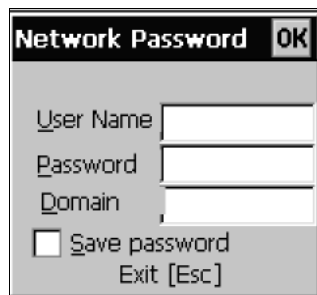 Network Password OK
User Name
Password
Domain
Save password
Exit [Esc]